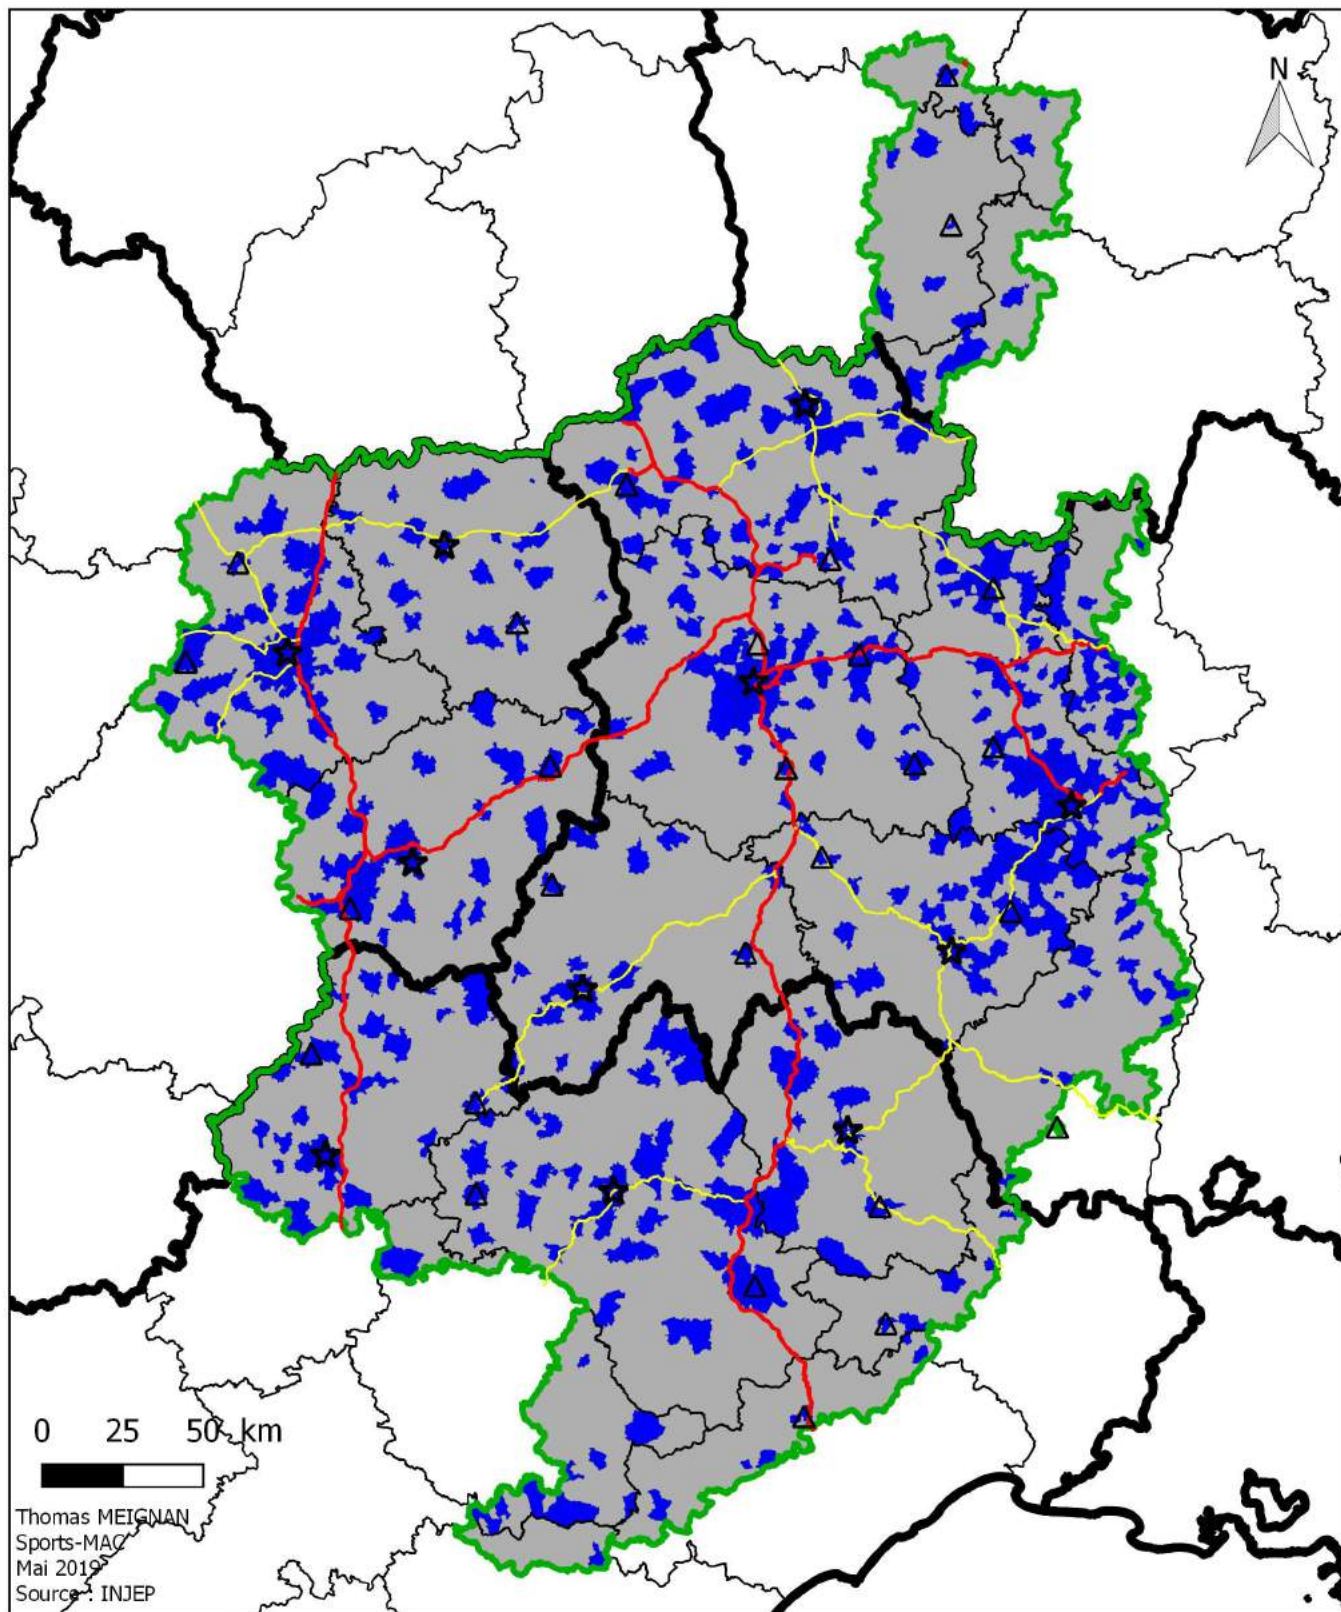 N
0 25 50 km
Thomas MEIGNAN
Sports-MAC
Mai 2019
Source : INJEP